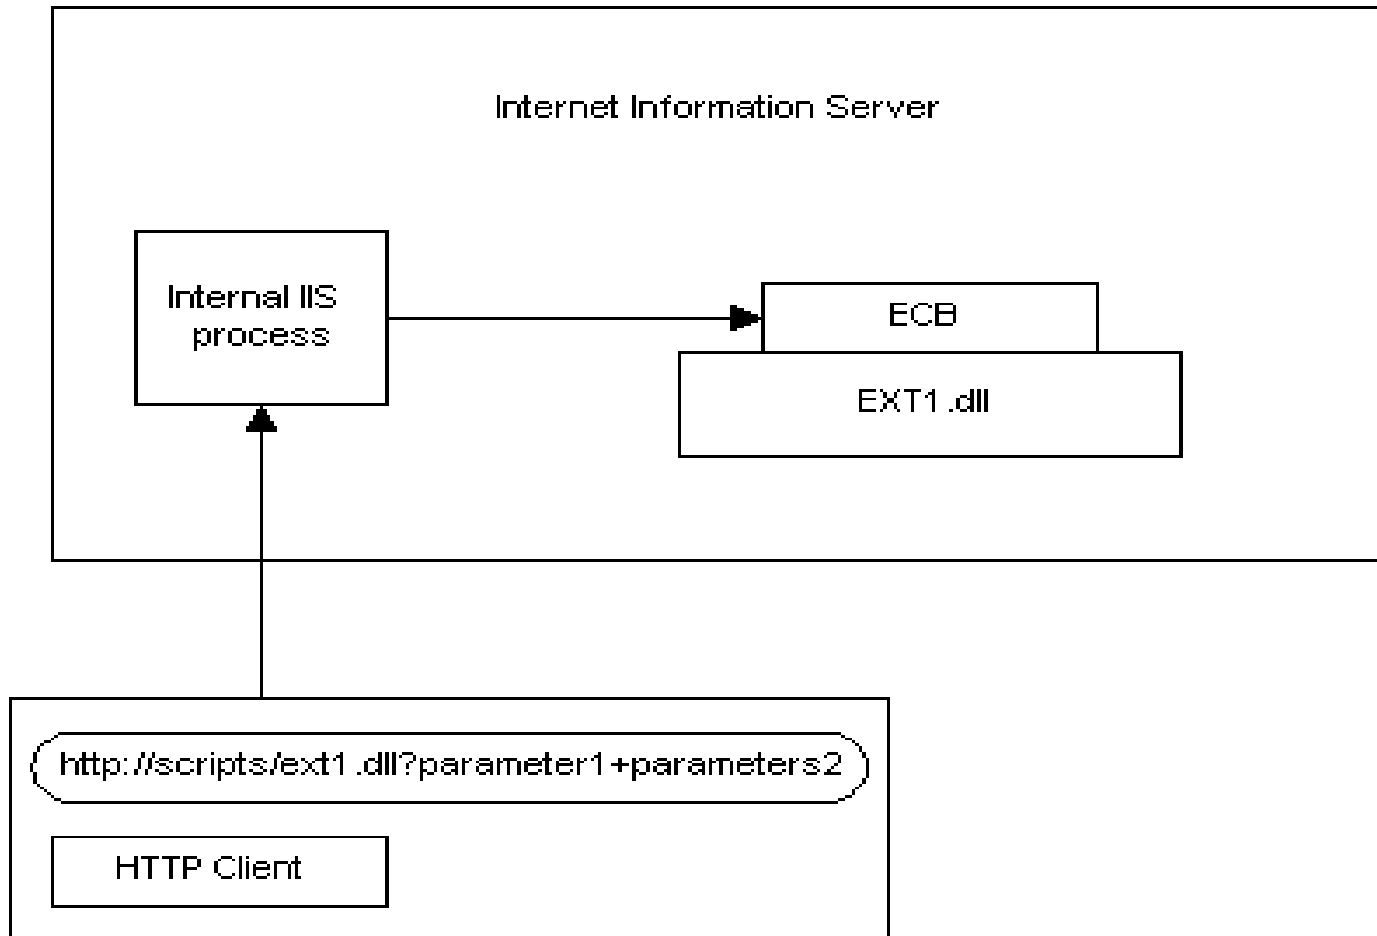 Internet Information Server
Internal IIS
process
ECB
EXT1.dll
http://scripts/ext1.dll?parameter1+parameters2
HTTP Client